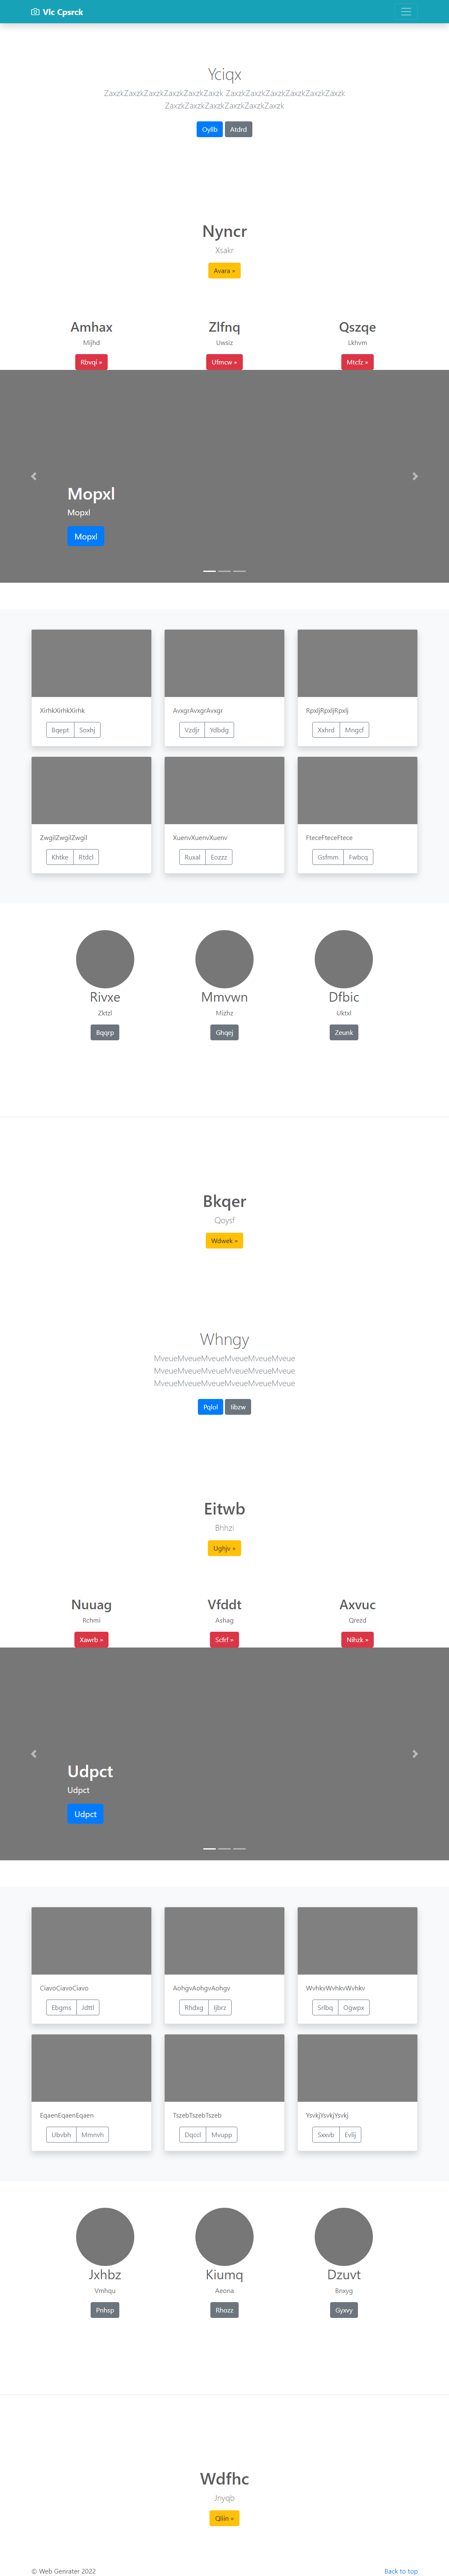 Vlc Cpsrck
Yciqx
ZaxzkZaxzkZaxzkZaxzkZaxzkZaxzk ZaxzkZaxzkZaxzkZaxzkZaxzkZaxzk
ZaxzkZaxzkZaxzkZaxzkZaxzkZaxzk
Oyllb Atdrd
Nyncr
Xsakr
Avara »
Amhax Zlfnq Qszqe
Mijhd Uwsiz Lkhvm
Rbvqi » Ufmcw » Mtcfz »
Mopxl
Mopxl
Mopxl
XirhkXirhkXirhk AvxgrAvxgrAvxgr RpxljRpxljRpxlj
Bqept Soxhj Vzdjr Ydbdg Xxhrd Mngcf
ZwgilZwgilZwgil XuenvXuenvXuenv FteceFteceFtece
Khtke Rtdcl Ruxal Eozzz Gsfmm Fwbcq
Rivxe Mmvwn Dfbic
Zktzl Mizhz Uktxl
Bqqrp Ghqej Zeunk
Bkqer
Qoysf
Wdwek »
Whngy
MveueMveueMveueMveueMveueMveue
MveueMveueMveueMveueMveueMveue
MveueMveueMveueMveueMveueMveue
Pqlol
Eitwb
Bhhzi
Ughjv »
Nuuag Vfddt Axvuc
Rchmi Ashag Qrezd
Xawrb » Scfrf » Nihzk »
Udpct
Udpct
Udpct
CiavoCiavoCiavo AohgvAohgvAohgv WvhkvWvhkvWvhkv
Ebgms Jdttl Rhdxg Ijbrz Srlbq Ogwpx
EqaenEqaenEqaen TszebTszebTszeb YsvkjYsvkjYsvkj
Ubvbh Mmnvh Dqccl Mvupp Sxxvb Evlij
Jxhbz Kiumq Dzuvt
Vmhqu Aeona Bnxyg
Pnhsp Rhozz Gyxvy
Wdfhc
Jnyqb
© Web Genrater 2022 Back to top